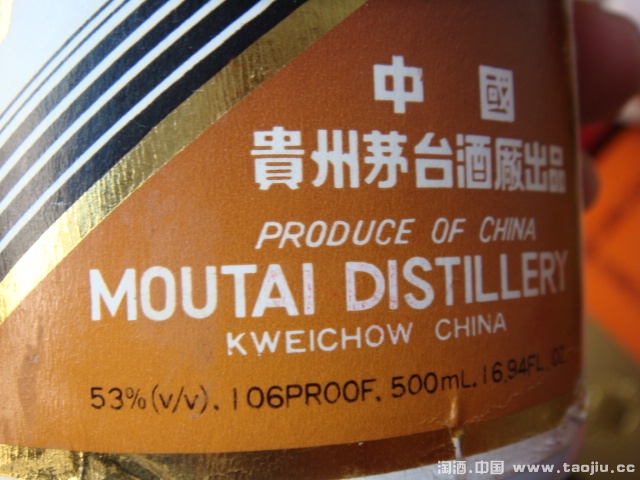 中 國
貴州茅台酒厰出品
PRODUCE OF CHINA
MOUTAI DISTILLERY
KWEICHOW CHINA
53%(v/v). 106PROOF. 500mL. 16.94FL. OZ.
淘酒.中国 www.taojiu.cc